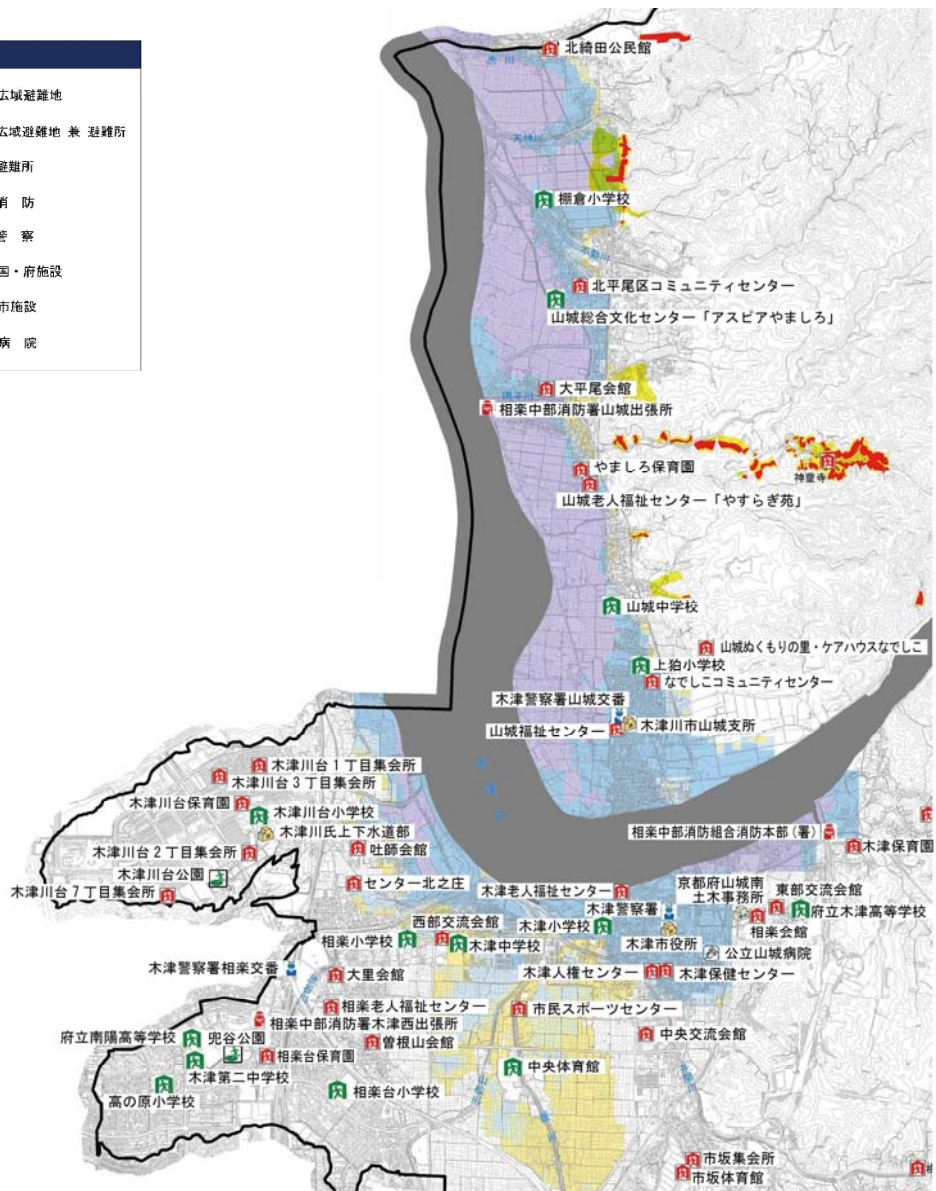 広域避難地
広域避難地 兼 避難所
避難所
消 防
警 察
国・府施設
市施設
病 院
北綺田公民館
渋川
天神川
棚倉小学校
不動川
北平尾区コミュニティセンター
山城総合文化センター「アスピアやましろ」
大平尾会館
鳴子川
相楽中部消防署山城出張所
やましろ保育園
神童寺
山城老人福祉センター「やすらぎ苑」
山城中学校
山城ぬくもりの里・ケアハウスなでしこ
上狛小学校
なでしこコミュニティセンター
木津警察署山城交番
木津川市山城支所
山城福祉センター
木津川台1丁目集会所
木津川台3丁目集会所
木津川台保育園
木津川台小学校
木津川氏上下水道部
木津川台2丁目集会所
吐師会館
木津川台公園
木津川台7丁目集会所
センター北之庄
木津川
相楽中部消防組合消防本部(署)
木津保育園
木津老人福祉センター
京都府山城南
土木事務所
東部交流会館
木津警察署
府立木津高等学校
相楽会館
西部交流会館
木津小学校
相楽小学校
木津中学校
木津市役所
公立山城病院
木津警察署相楽交番
大里会館
木津人権センター
木津保健センター
相楽老人福祉センター
市民スポーツセンター
相楽中部消防署木津西出張所
府立南陽高等学校
兜谷公園
曽根山会館
中央交流会館
相楽台保育園
木津第二中学校
中央体育館
高の原小学校
相楽台小学校
市坂集会所
市坂体育館